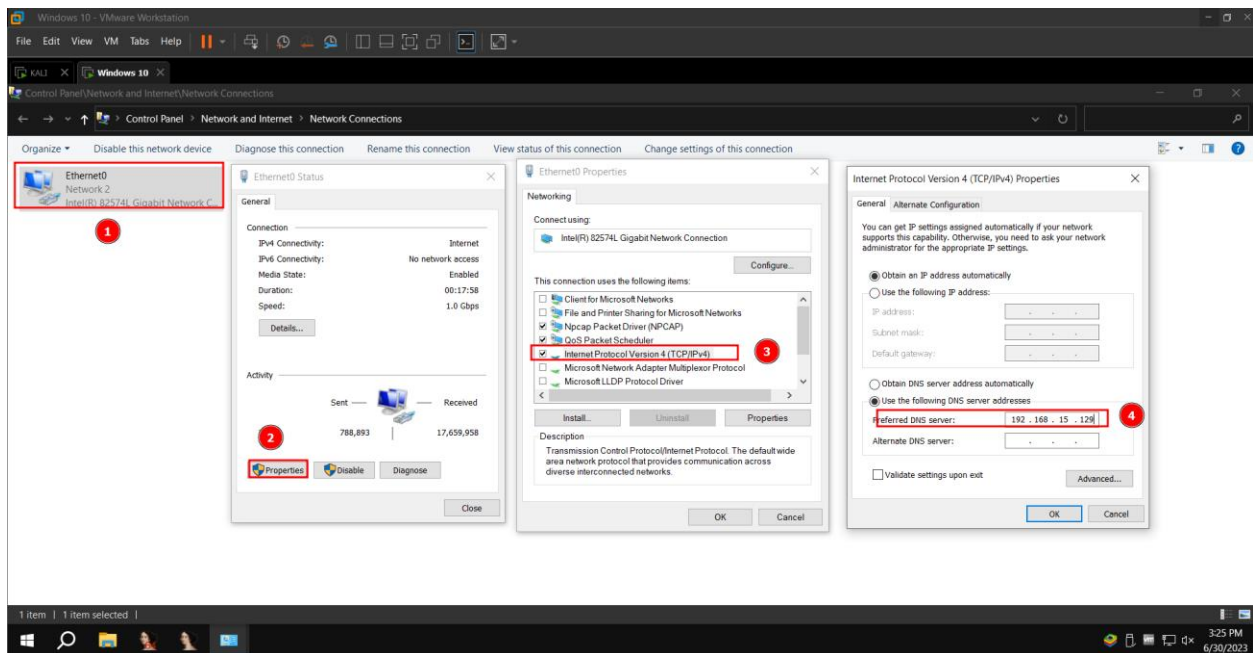 Windows 10 - VMware Workstation
File Edit View VM Tabs Help
KALI Windows 10
Control Panel\Network and Internet\Network Connections
Control Panel > Network and Internet > Network Connections
Organize Disable this network device Diagnose this connection Rename this connection View status of this connection Change settings of this connection
Ethernet0
Network 2
Intel(R) 82574L Gigabit Network C...
1
Ethernet0 Status
General
Connection
IPv4 Connectivity: Internet
IPv6 Connectivity: No network access
Media State: Enabled
Duration: 00:17:58
Speed: 1.0 Gbps
Details...
Activity
Sent — — Received
788,893 | 17,659,958
2
Properties Disable Diagnose
Close
Ethernet0 Properties
Networking
Connect using:
Intel(R) 82574L Gigabit Network Connection
Configure...
This connection uses the following items:
Client for Microsoft Networks
File and Printer Sharing for Microsoft Networks
Npcap Packet Driver (NPCAP)
QoS Packet Scheduler
Internet Protocol Version 4 (TCP/IPv4)
3
Microsoft Network Adapter Multiplexor Protocol
Microsoft LLDP Protocol Driver
Install... Uninstall Properties
Description
Transmission Control Protocol/Internet Protocol. The default wide
area network protocol that provides communication across
diverse interconnected networks.
OK Cancel
Internet Protocol Version 4 (TCP/IPv4) Properties
General Alternate Configuration
You can get IP settings assigned automatically if your network
supports this capability. Otherwise, you need to ask your network
administrator for the appropriate IP settings.
Obtain an IP address automatically
Use the following IP address:
IP address: . . .
Subnet mask: . . .
Default gateway: . . .
Obtain DNS server address automatically
Use the following DNS server addresses
Preferred DNS server: 192 . 168 . 15 . 129
4
Alternate DNS server: . . .
Validate settings upon exit
Advanced...
OK Cancel
1 item | 1 item selected |
3:25 PM
6/30/2023